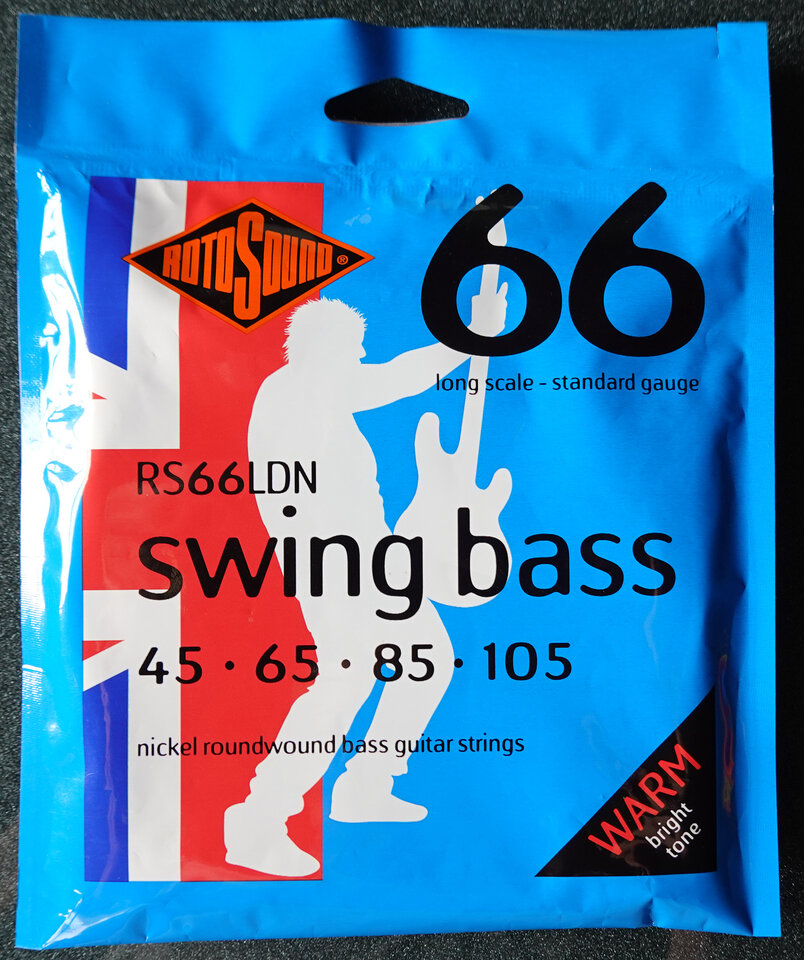 ROTOSOUND®
66
long scale - standard gauge
RS66LDN
swing bass
45 · 65 · 85 · 105
nickel roundwound bass guitar strings
WARM
bright
tone